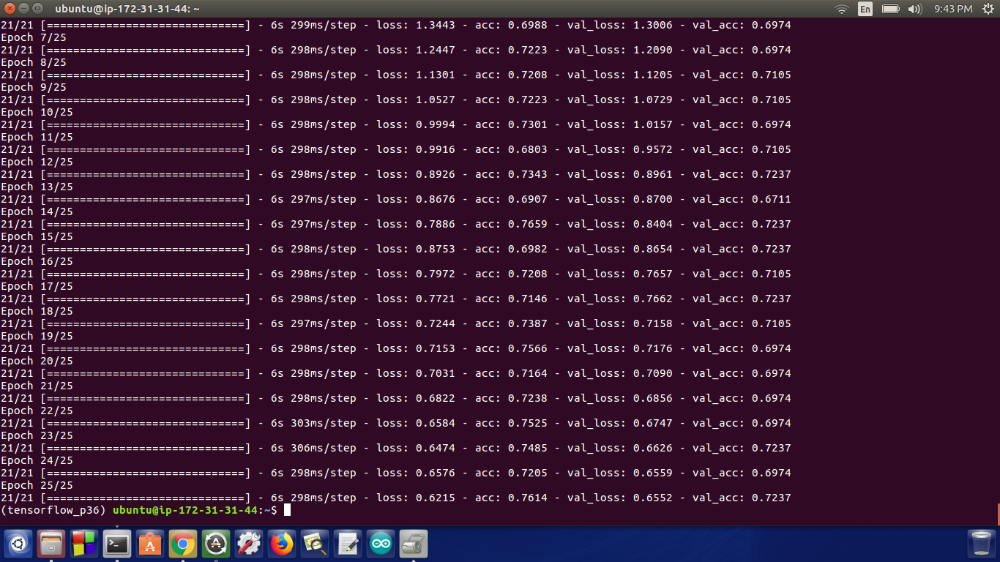 ubuntu@ip-172-31-31-44: ~
En
9:43 PM
21/21 [==============================] - 6s 299ms/step - loss: 1.3443 - acc: 0.6988 - val_loss: 1.3006 - val_acc: 0.6974
Epoch 7/25
21/21 [==============================] - 6s 298ms/step - loss: 1.2447 - acc: 0.7223 - val_loss: 1.2090 - val_acc: 0.6974
Epoch 8/25
21/21 [==============================] - 6s 298ms/step - loss: 1.1301 - acc: 0.7208 - val_loss: 1.1205 - val_acc: 0.7105
Epoch 9/25
21/21 [==============================] - 6s 298ms/step - loss: 1.0527 - acc: 0.7223 - val_loss: 1.0729 - val_acc: 0.7105
Epoch 10/25
21/21 [==============================] - 6s 298ms/step - loss: 0.9994 - acc: 0.7301 - val_loss: 1.0157 - val_acc: 0.6974
Epoch 11/25
21/21 [==============================] - 6s 298ms/step - loss: 0.9916 - acc: 0.6803 - val_loss: 0.9572 - val_acc: 0.7105
Epoch 12/25
21/21 [==============================] - 6s 298ms/step - loss: 0.8926 - acc: 0.7343 - val_loss: 0.8961 - val_acc: 0.7237
Epoch 13/25
21/21 [==============================] - 6s 297ms/step - loss: 0.8676 - acc: 0.6907 - val_loss: 0.8700 - val_acc: 0.6711
Epoch 14/25
21/21 [==============================] - 6s 297ms/step - loss: 0.7886 - acc: 0.7659 - val_loss: 0.8404 - val_acc: 0.7237
Epoch 15/25
21/21 [==============================] - 6s 298ms/step - loss: 0.8753 - acc: 0.6982 - val_loss: 0.8654 - val_acc: 0.7237
Epoch 16/25
21/21 [==============================] - 6s 298ms/step - loss: 0.7972 - acc: 0.7208 - val_loss: 0.7657 - val_acc: 0.7105
Epoch 17/25
21/21 [==============================] - 6s 298ms/step - loss: 0.7721 - acc: 0.7146 - val_loss: 0.7662 - val_acc: 0.7237
Epoch 18/25
21/21 [==============================] - 6s 297ms/step - loss: 0.7244 - acc: 0.7387 - val_loss: 0.7158 - val_acc: 0.7105
Epoch 19/25
21/21 [==============================] - 6s 298ms/step - loss: 0.7153 - acc: 0.7566 - val_loss: 0.7176 - val_acc: 0.6974
Epoch 20/25
21/21 [==============================] - 6s 298ms/step - loss: 0.7031 - acc: 0.7164 - val_loss: 0.7090 - val_acc: 0.6974
Epoch 21/25
21/21 [==============================] - 6s 298ms/step - loss: 0.6822 - acc: 0.7238 - val_loss: 0.6856 - val_acc: 0.6974
Epoch 22/25
21/21 [==============================] - 6s 303ms/step - loss: 0.6584 - acc: 0.7525 - val_loss: 0.6747 - val_acc: 0.6974
Epoch 23/25
21/21 [==============================] - 6s 306ms/step - loss: 0.6474 - acc: 0.7485 - val_loss: 0.6626 - val_acc: 0.7237
Epoch 24/25
21/21 [==============================] - 6s 298ms/step - loss: 0.6576 - acc: 0.7205 - val_loss: 0.6559 - val_acc: 0.6974
Epoch 25/25
21/21 [==============================] - 6s 298ms/step - loss: 0.6215 - acc: 0.7614 - val_loss: 0.6552 - val_acc: 0.7237
(tensorflow_p36) ubuntu@ip-172-31-31-44:~$